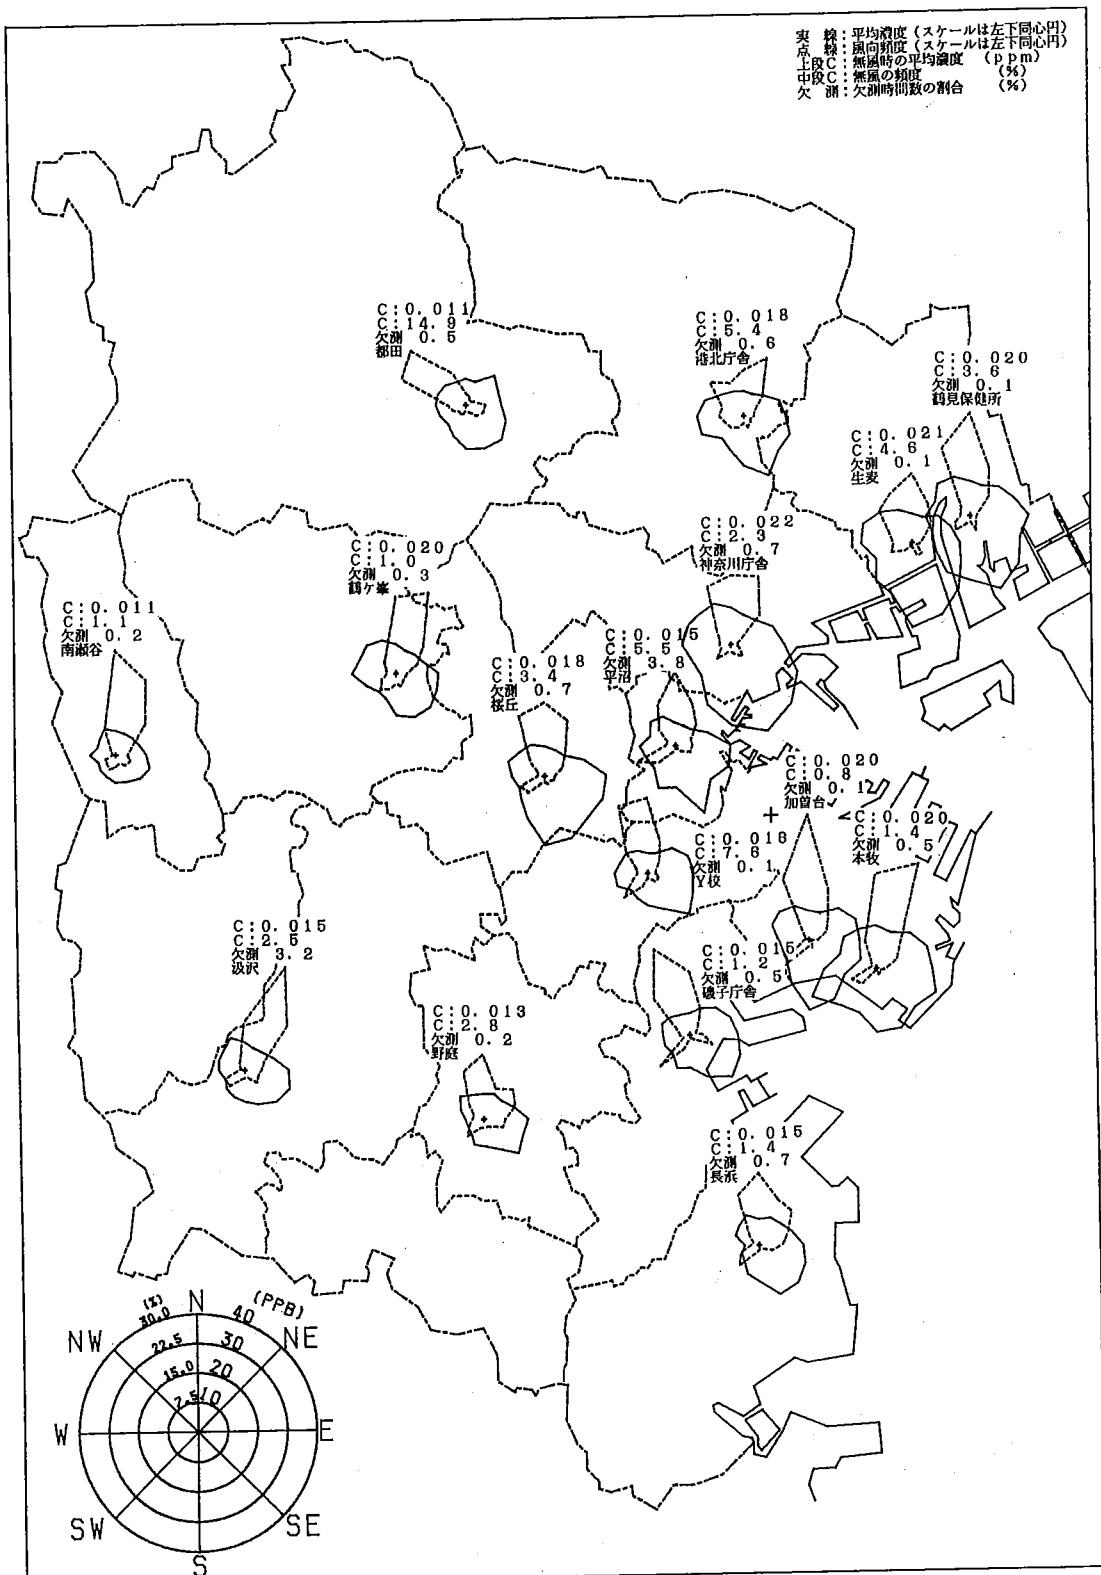 実　線：平均濃度（スケールは左下同心円）
点　線：風向頻度（スケールは左下同心円）
上段Ｃ：無風時の平均濃度　（ｐｐｍ）
中段Ｃ：無風の頻度　（％）
欠　測：欠測時間数の割合　（％）
C:0.011
C:14.9
欠測 0.5
都田
C:0.018
C:5.4
欠測 0.6
港北庁舎
C:0.020
C:3.6
欠測 0.1
鶴見保健所
C:0.021
C:4.6
欠測 0.1
生麦
C:0.022
C:2.3
欠測 0.7
神奈川庁舎
C:0.020
C:1.0
欠測 0.3
鶴ケ峯
C:0.011
C:1.1
欠測 0.2
南瀬谷
C:0.015
C:5.5
欠測 3.8
平沼
C:0.018
C:3.4
欠測 0.7
桜丘
C:0.020
C:0.8
欠測 0.1
加曽台
C:0.020
C:1.4
欠測 0.5
本牧
C:0.016
C:7.6
欠測 0.1
Y校
C:0.015
C:2.5
欠測 3.2
汲沢
C:0.015
C:1.2
欠測 0.5
磯子庁舎
C:0.013
C:2.8
欠測 0.2
野庭
C:0.015
C:1.4
欠測 0.7
長浜
(%) N (PPB)
30.0 40
NW 22.5 30 NE
15.0 20
7.5 10
W E
SW SE
S